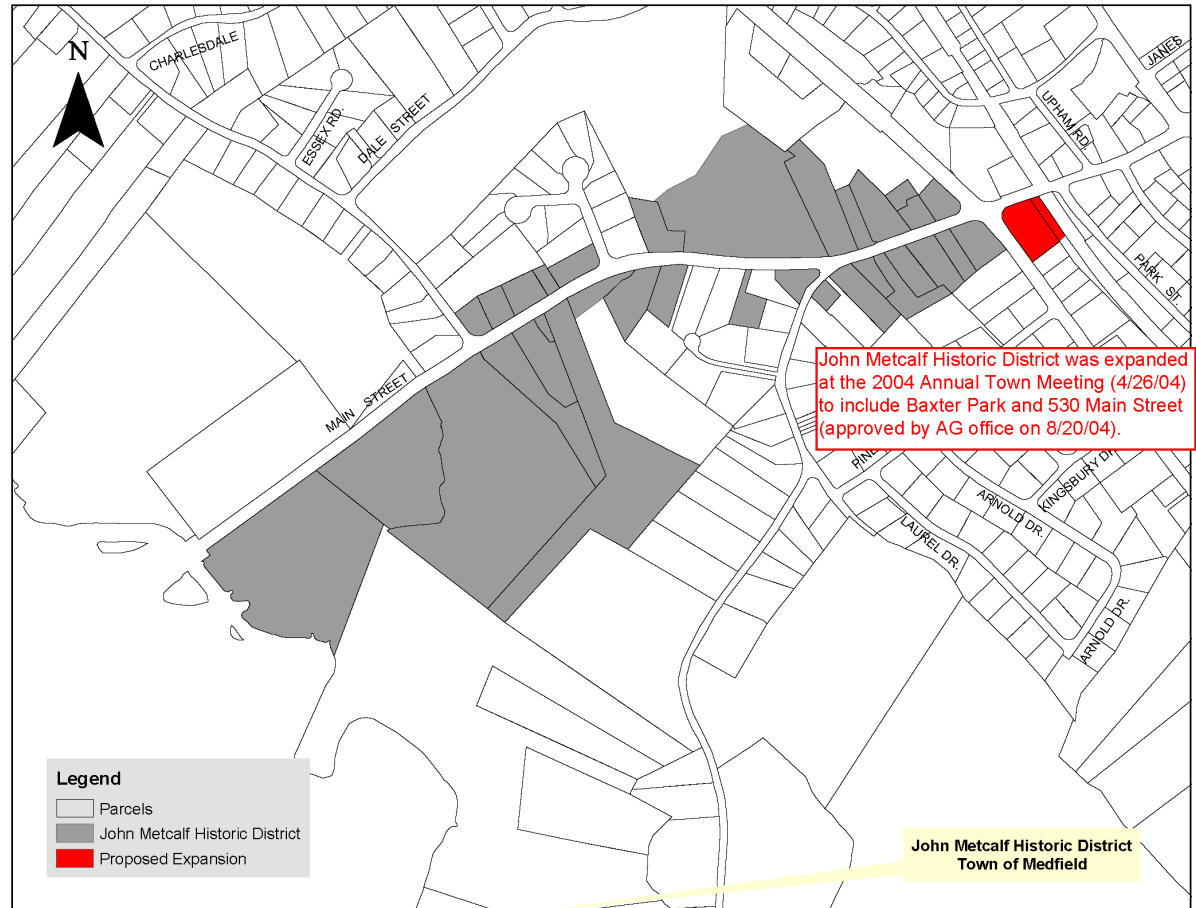 N
CHARLESDALE
ESSEX RD.
DALE STREET
JANES
UPHAM RD.
PARK ST.
MAIN STREET
John Metcalf Historic District was expanded
at the 2004 Annual Town Meeting (4/26/04)
to include Baxter Park and 530 Main Street
(approved by AG office on 8/20/04).
KINGSBURY DR.
ARNOLD DR.
LAUREL DR.
ARNOLD DR.
Legend
Parcels
John Metcalf Historic District
Proposed Expansion
John Metcalf Historic District
Town of Medfield